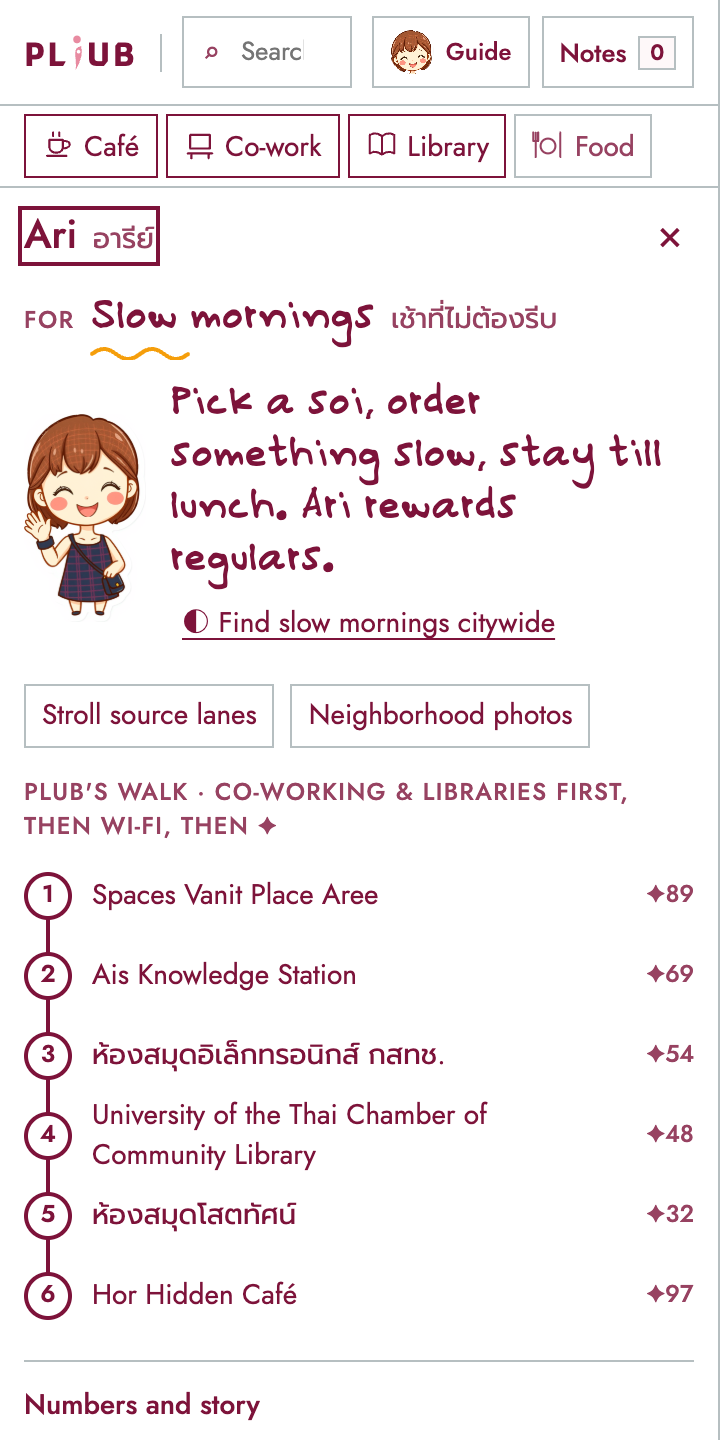 PLUB
Searc
Guide
Notes 0
Café
Co-work
Library
Food
Ari อารีย์
×
FOR Slow mornings เช้าที่ไม่ต้องรีบ
Pick a soi, order
something slow, stay till
lunch. Ari rewards
regulars.
Find slow mornings citywide
Stroll source lanes
Neighborhood photos
PLUB'S WALK · CO-WORKING & LIBRARIES FIRST,
THEN WI-FI, THEN ✦
1 Spaces Vanit Place Aree ✦89
2 Ais Knowledge Station ✦69
3 ห้องสมุดอิเล็กทรอนิกส์ กสทช. ✦54
4 University of the Thai Chamber of
Community Library ✦48
5 ห้องสมุดโสตทัศน์ ✦32
6 Hor Hidden Café ✦97
Numbers and story